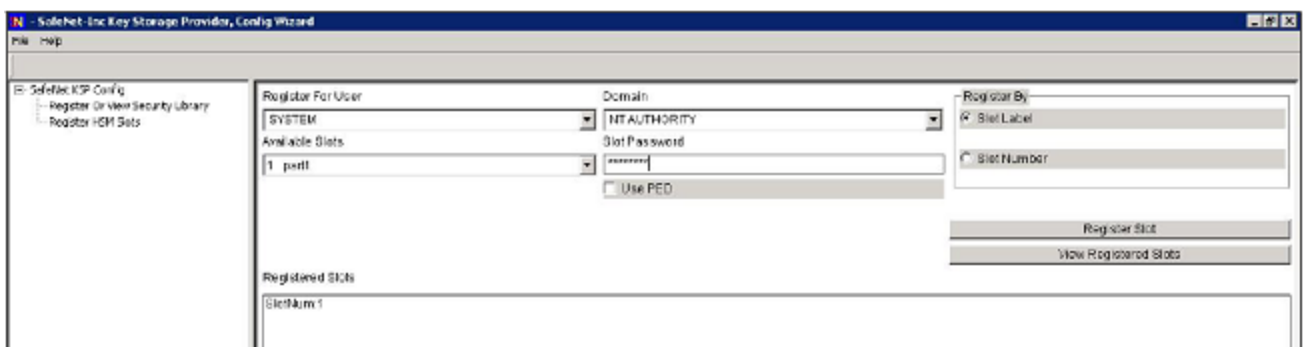 - SafeNet-Inc Key Storage Provider, Config Wizard
File Help
SafeNet KSP Config
Register Or View Security Library
Register HSM Slots
Register For User
SYSTEM
Domain
NT AUTHORITY
Available Slots
1 part1
Slot Password
********
Use PED
Register By
Slot Label
Slot Number
Register Slot
View Registered Slots
Registered Slots
SlotNum:1